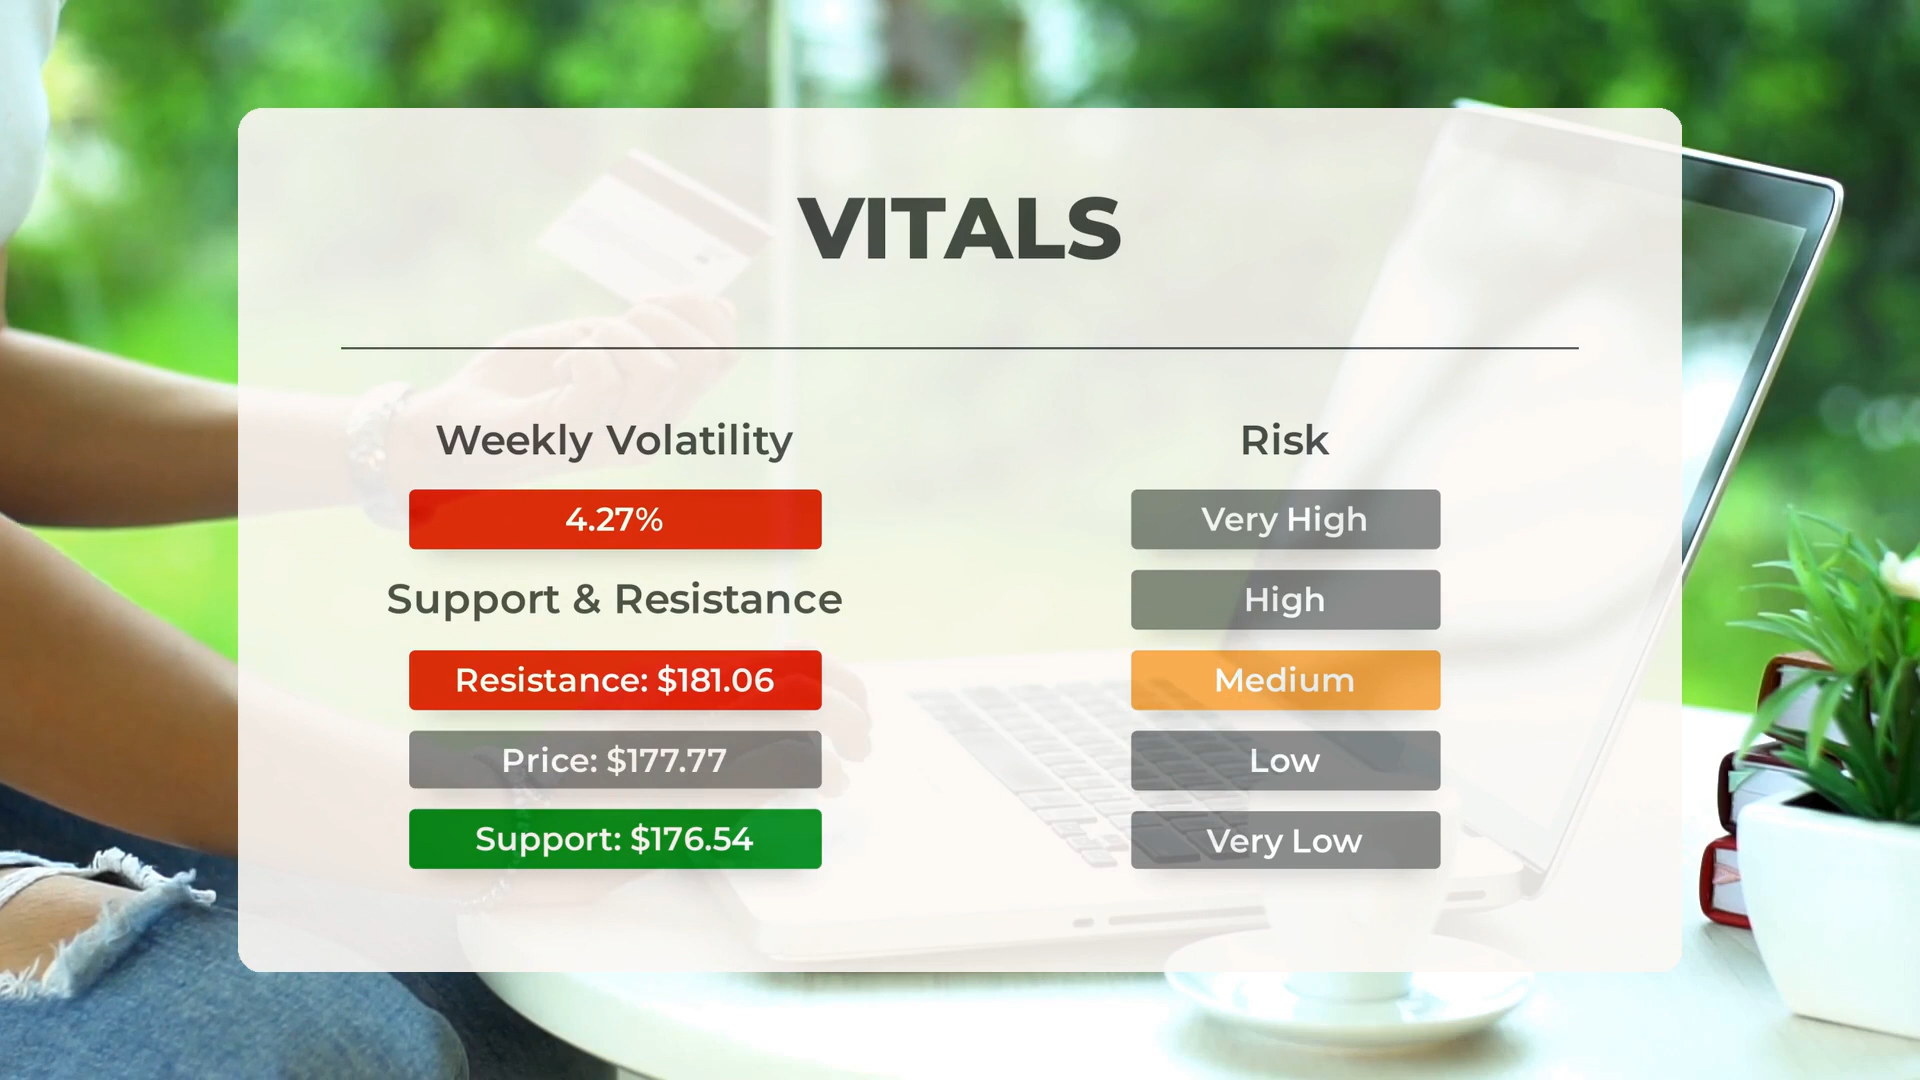 VITALS
Weekly Volatility
4.27%
Support & Resistance
Resistance: $181.06
Price: $177.77
Support: $176.54
Risk
Very High
High
Medium
Low
Very Low